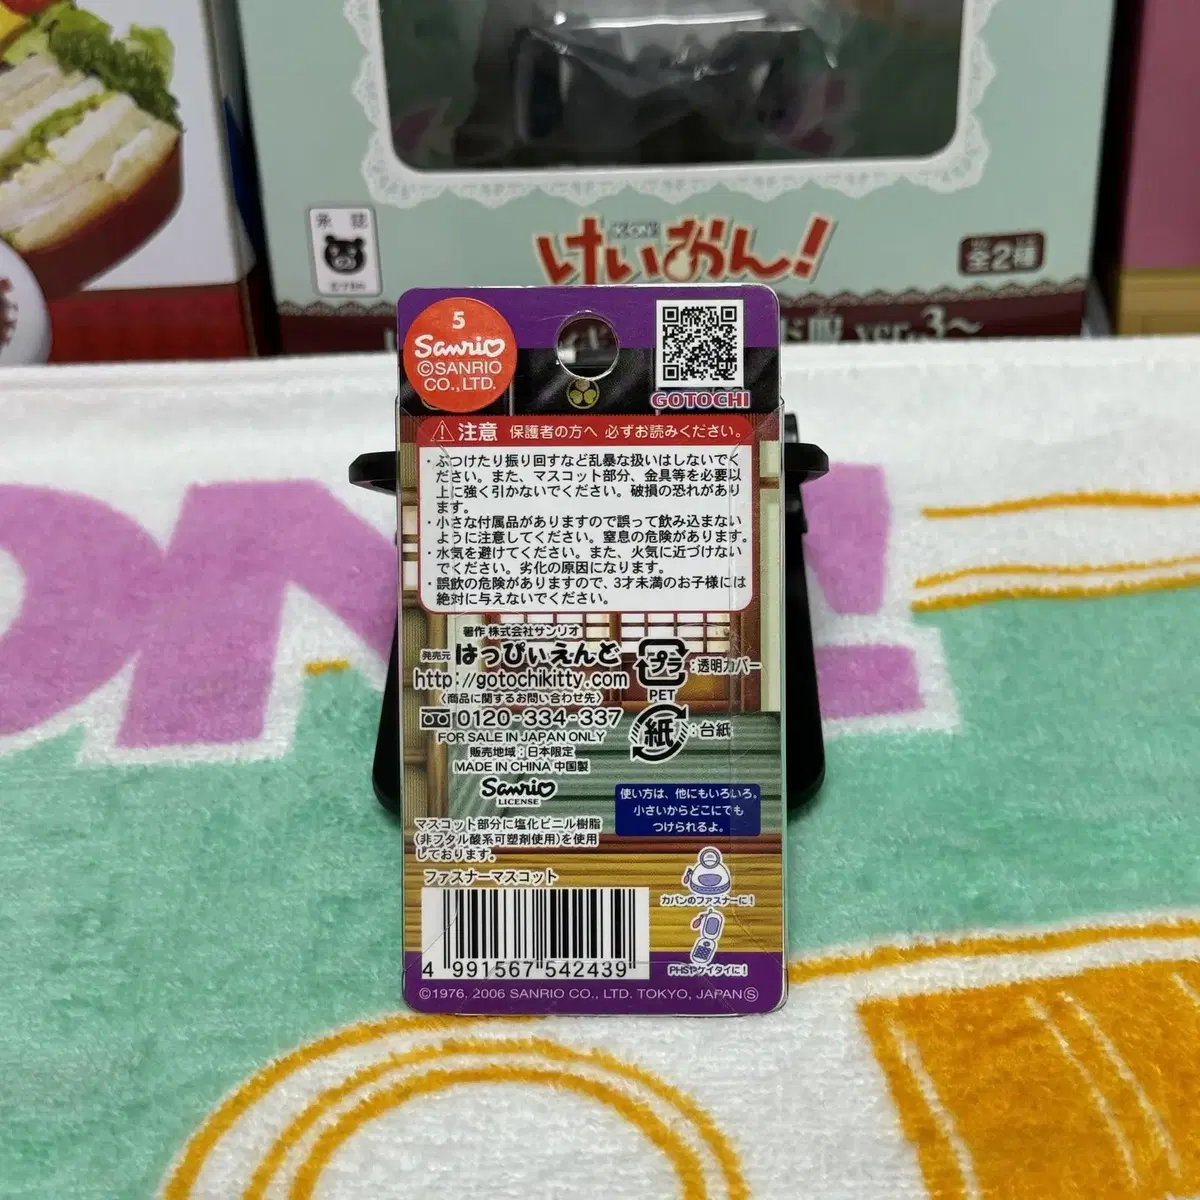 承認
K-ON!
けいおん!
全2種
ver.3～
5
Sanrio
©SANRIO
CO., LTD.
GOTOCHI
注意 保護者の方へ 必ずお読みください。
・ぶつけたり振り回すなど乱暴な扱いはしないでく
ださい。また、マスコット部分、金具等を必要以
上に強く引かないでください。破損の恐れがあり
ます。
・小さな付属品がありますので誤って飲み込まない
ように注意してください。窒息の危険があります。
・水気を避けてください。また、火気に近づけない
でください。劣化の原因になります。
・誤飲の危険がありますので、3才未満のお子様には
絶対に与えないでください。
著作 株式会社サンリオ
発売元 はっぴぃえんど
http://gotochikitty.com
〈商品に関するお問い合わせ先〉
0120-334-337
FOR SALE IN JAPAN ONLY
販売地域:日本限定
MADE IN CHINA 中国製
Sanrio
LICENSE
プラ:透明カバー
PET
紙:台紙
マスコット部分に塩化ビニル樹脂
(非フタル酸系可塑剤使用)を使用
しております。
ファスナーマスコット
使い方は、他にもいろいろ。
小さいからどこにでも
つけられるよ。
カバンのファスナーに!
PHSやケイタイに!
4 991567 542439
©1976, 2006 SANRIO CO., LTD. TOKYO, JAPAN Ⓢ
ON!